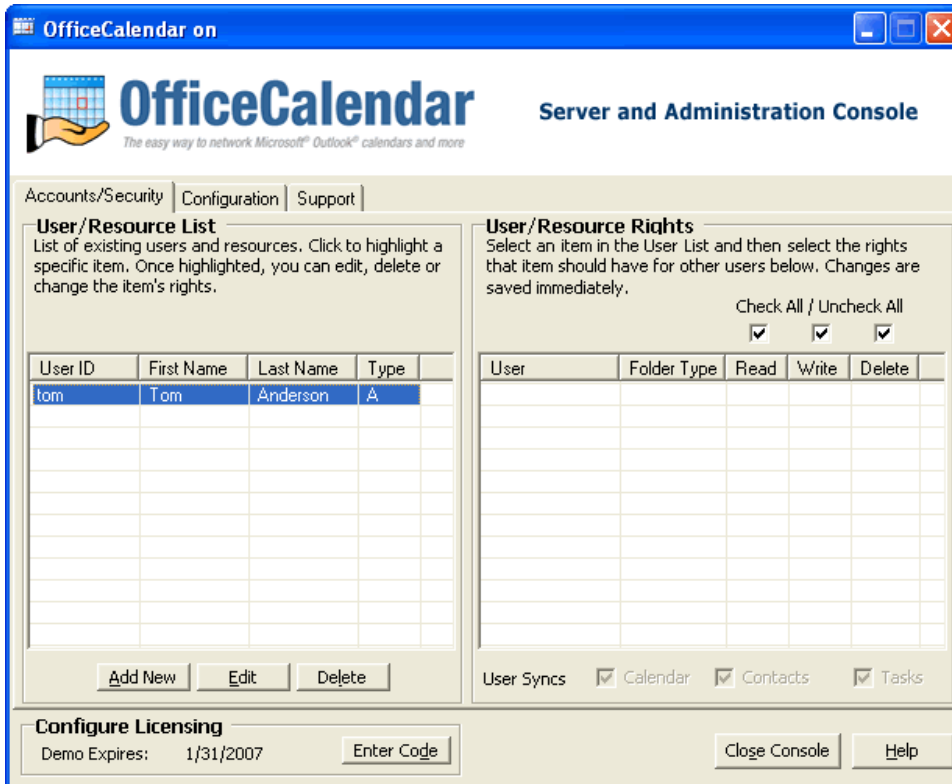 OfficeCalendar on
OfficeCalendar
The easy way to network Microsoft® Outlook® calendars and more
Server and Administration Console
Accounts/Security Configuration Support
User/Resource List
List of existing users and resources. Click to highlight a
specific item. Once highlighted, you can edit, delete or
change the item's rights.
User ID First Name Last Name Type
tom Tom Anderson A
Add New Edit Delete
User/Resource Rights
Select an item in the User List and then select the rights
that item should have for other users below. Changes are
saved immediately.
Check All / Uncheck All
User Folder Type Read Write Delete
User Syncs Calendar Contacts Tasks
Configure Licensing
Demo Expires: 1/31/2007 Enter Code
Close Console Help